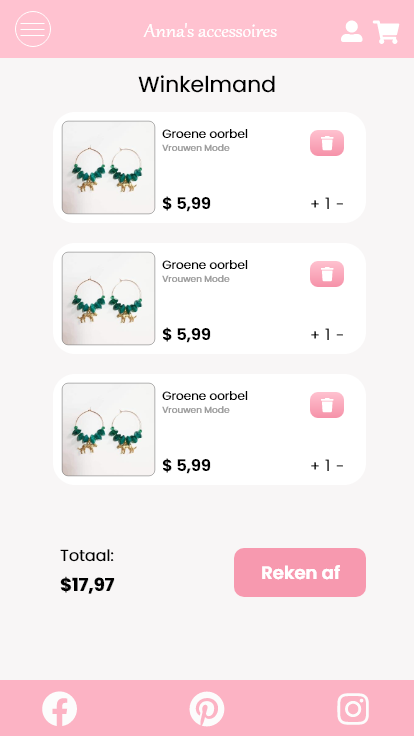 Anna's accessoires
Winkelmand
Groene oorbel
Vrouwen Mode
$ 5,99
+ 1 -
Groene oorbel
Vrouwen Mode
$ 5,99
+ 1 -
Groene oorbel
Vrouwen Mode
$ 5,99
+ 1 -
Totaal:
$17,97
Reken af